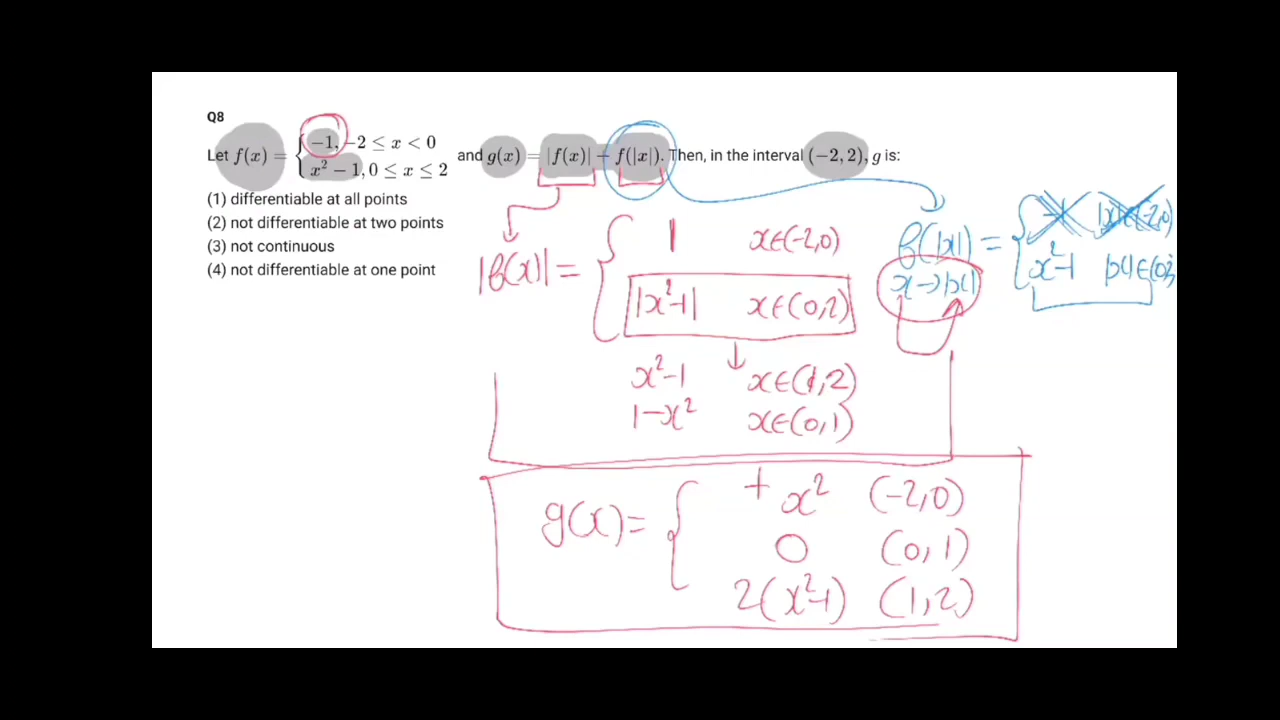 Q8
Let f(x) = { −1, −2 ≤ x < 0
x² − 1, 0 ≤ x ≤ 2
and g(x) = |f(x)| + f(|x|). Then, in the interval (−2, 2), g is:
(1) differentiable at all points
(2) not differentiable at two points
(3) not continuous
(4) not differentiable at one point
|f(x)| = { 1 x∈(-2,0)
|x²-1| x∈(0,2)
x²-1 x∈(1,2)
1-x² x∈(0,1)
f(|x|) = { -1 |x|∈(-2,0)
x→|x|
x²-1 |x|∈(0,2)
g(x) = { + x² (-2,0)
0 (0,1)
2(x²-1) (1,2)